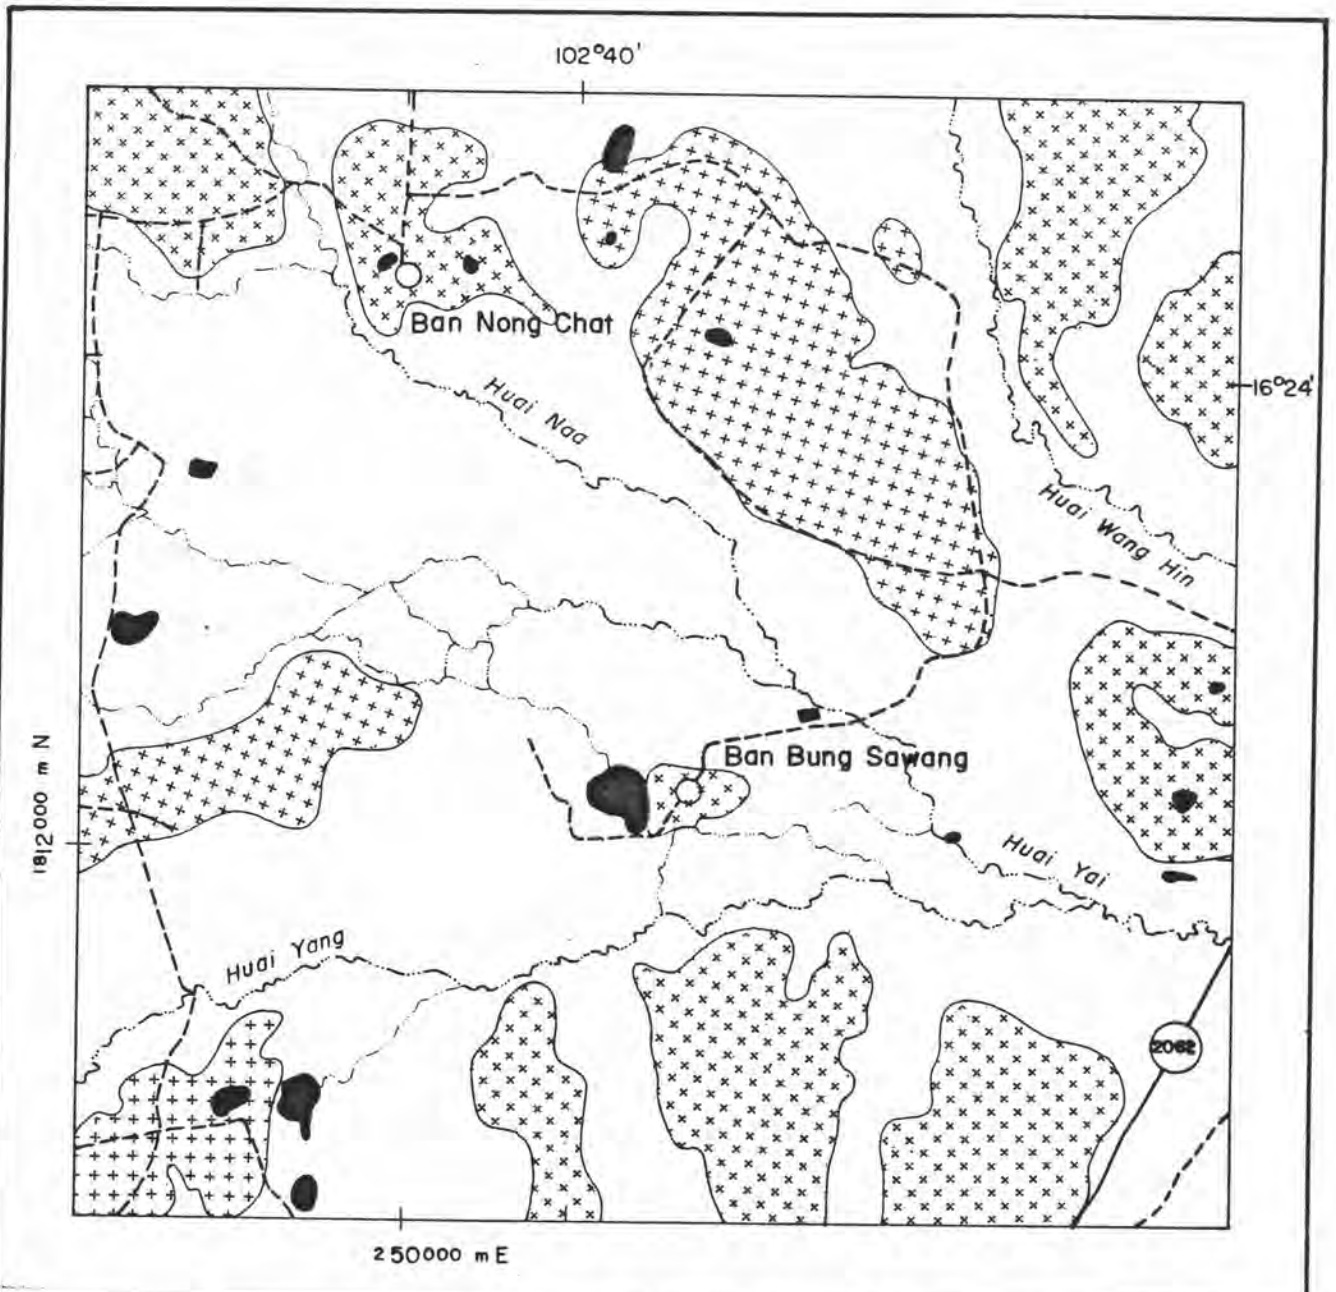 102°40'
Ban Nong Chat
Huai Naa
16°24'
Huai Wang Hin
Ban Bung Sawang
1812000 m N
Huai Yai
Huai Yang
2062
250000 m E